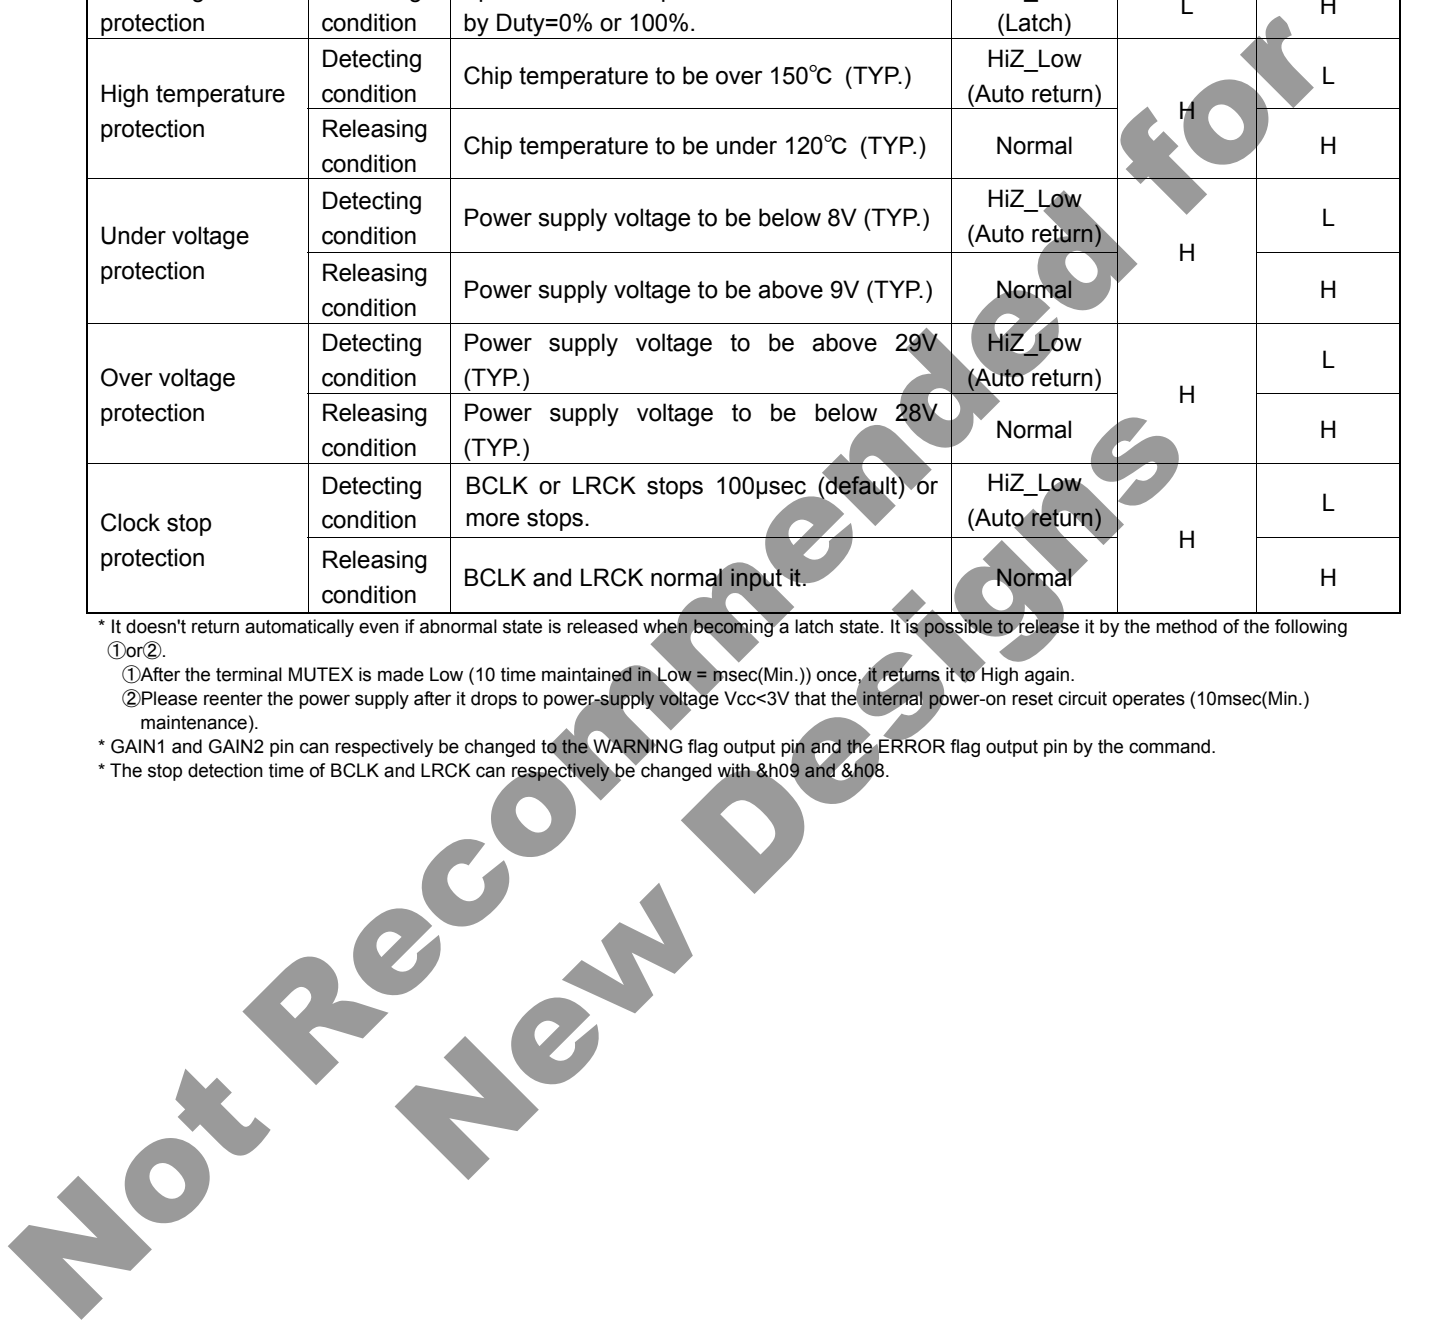 protection condition by Duty=0% or 100%. (Latch) L H
High temperature protection
Detecting condition
Chip temperature to be over 150℃ (TYP.)
HiZ_Low (Auto return)
H
L
Releasing condition
Chip temperature to be under 120℃ (TYP.)
Normal
H
Under voltage protection
Detecting condition
Power supply voltage to be below 8V (TYP.)
HiZ_Low (Auto return)
H
L
Releasing condition
Power supply voltage to be above 9V (TYP.)
Normal
H
Over voltage protection
Detecting condition
Power supply voltage to be above 29V (TYP.)
HiZ_Low (Auto return)
H
L
Releasing condition
Power supply voltage to be below 28V (TYP.)
Normal
H
Clock stop protection
Detecting condition
BCLK or LRCK stops 100μsec (default) or more stops.
HiZ_Low (Auto return)
H
L
Releasing condition
BCLK and LRCK normal input it.
Normal
H
* It doesn't return automatically even if abnormal state is released when becoming a latch state. It is possible to release it by the method of the following
①or②.
①After the terminal MUTEX is made Low (10 time maintained in Low = msec(Min.)) once, it returns it to High again.
②Please reenter the power supply after it drops to power-supply voltage Vcc<3V that the internal power-on reset circuit operates (10msec(Min.)
maintenance).
* GAIN1 and GAIN2 pin can respectively be changed to the WARNING flag output pin and the ERROR flag output pin by the command.
* The stop detection time of BCLK and LRCK can respectively be changed with &h09 and &h08.
Not Recommended for
New Designs